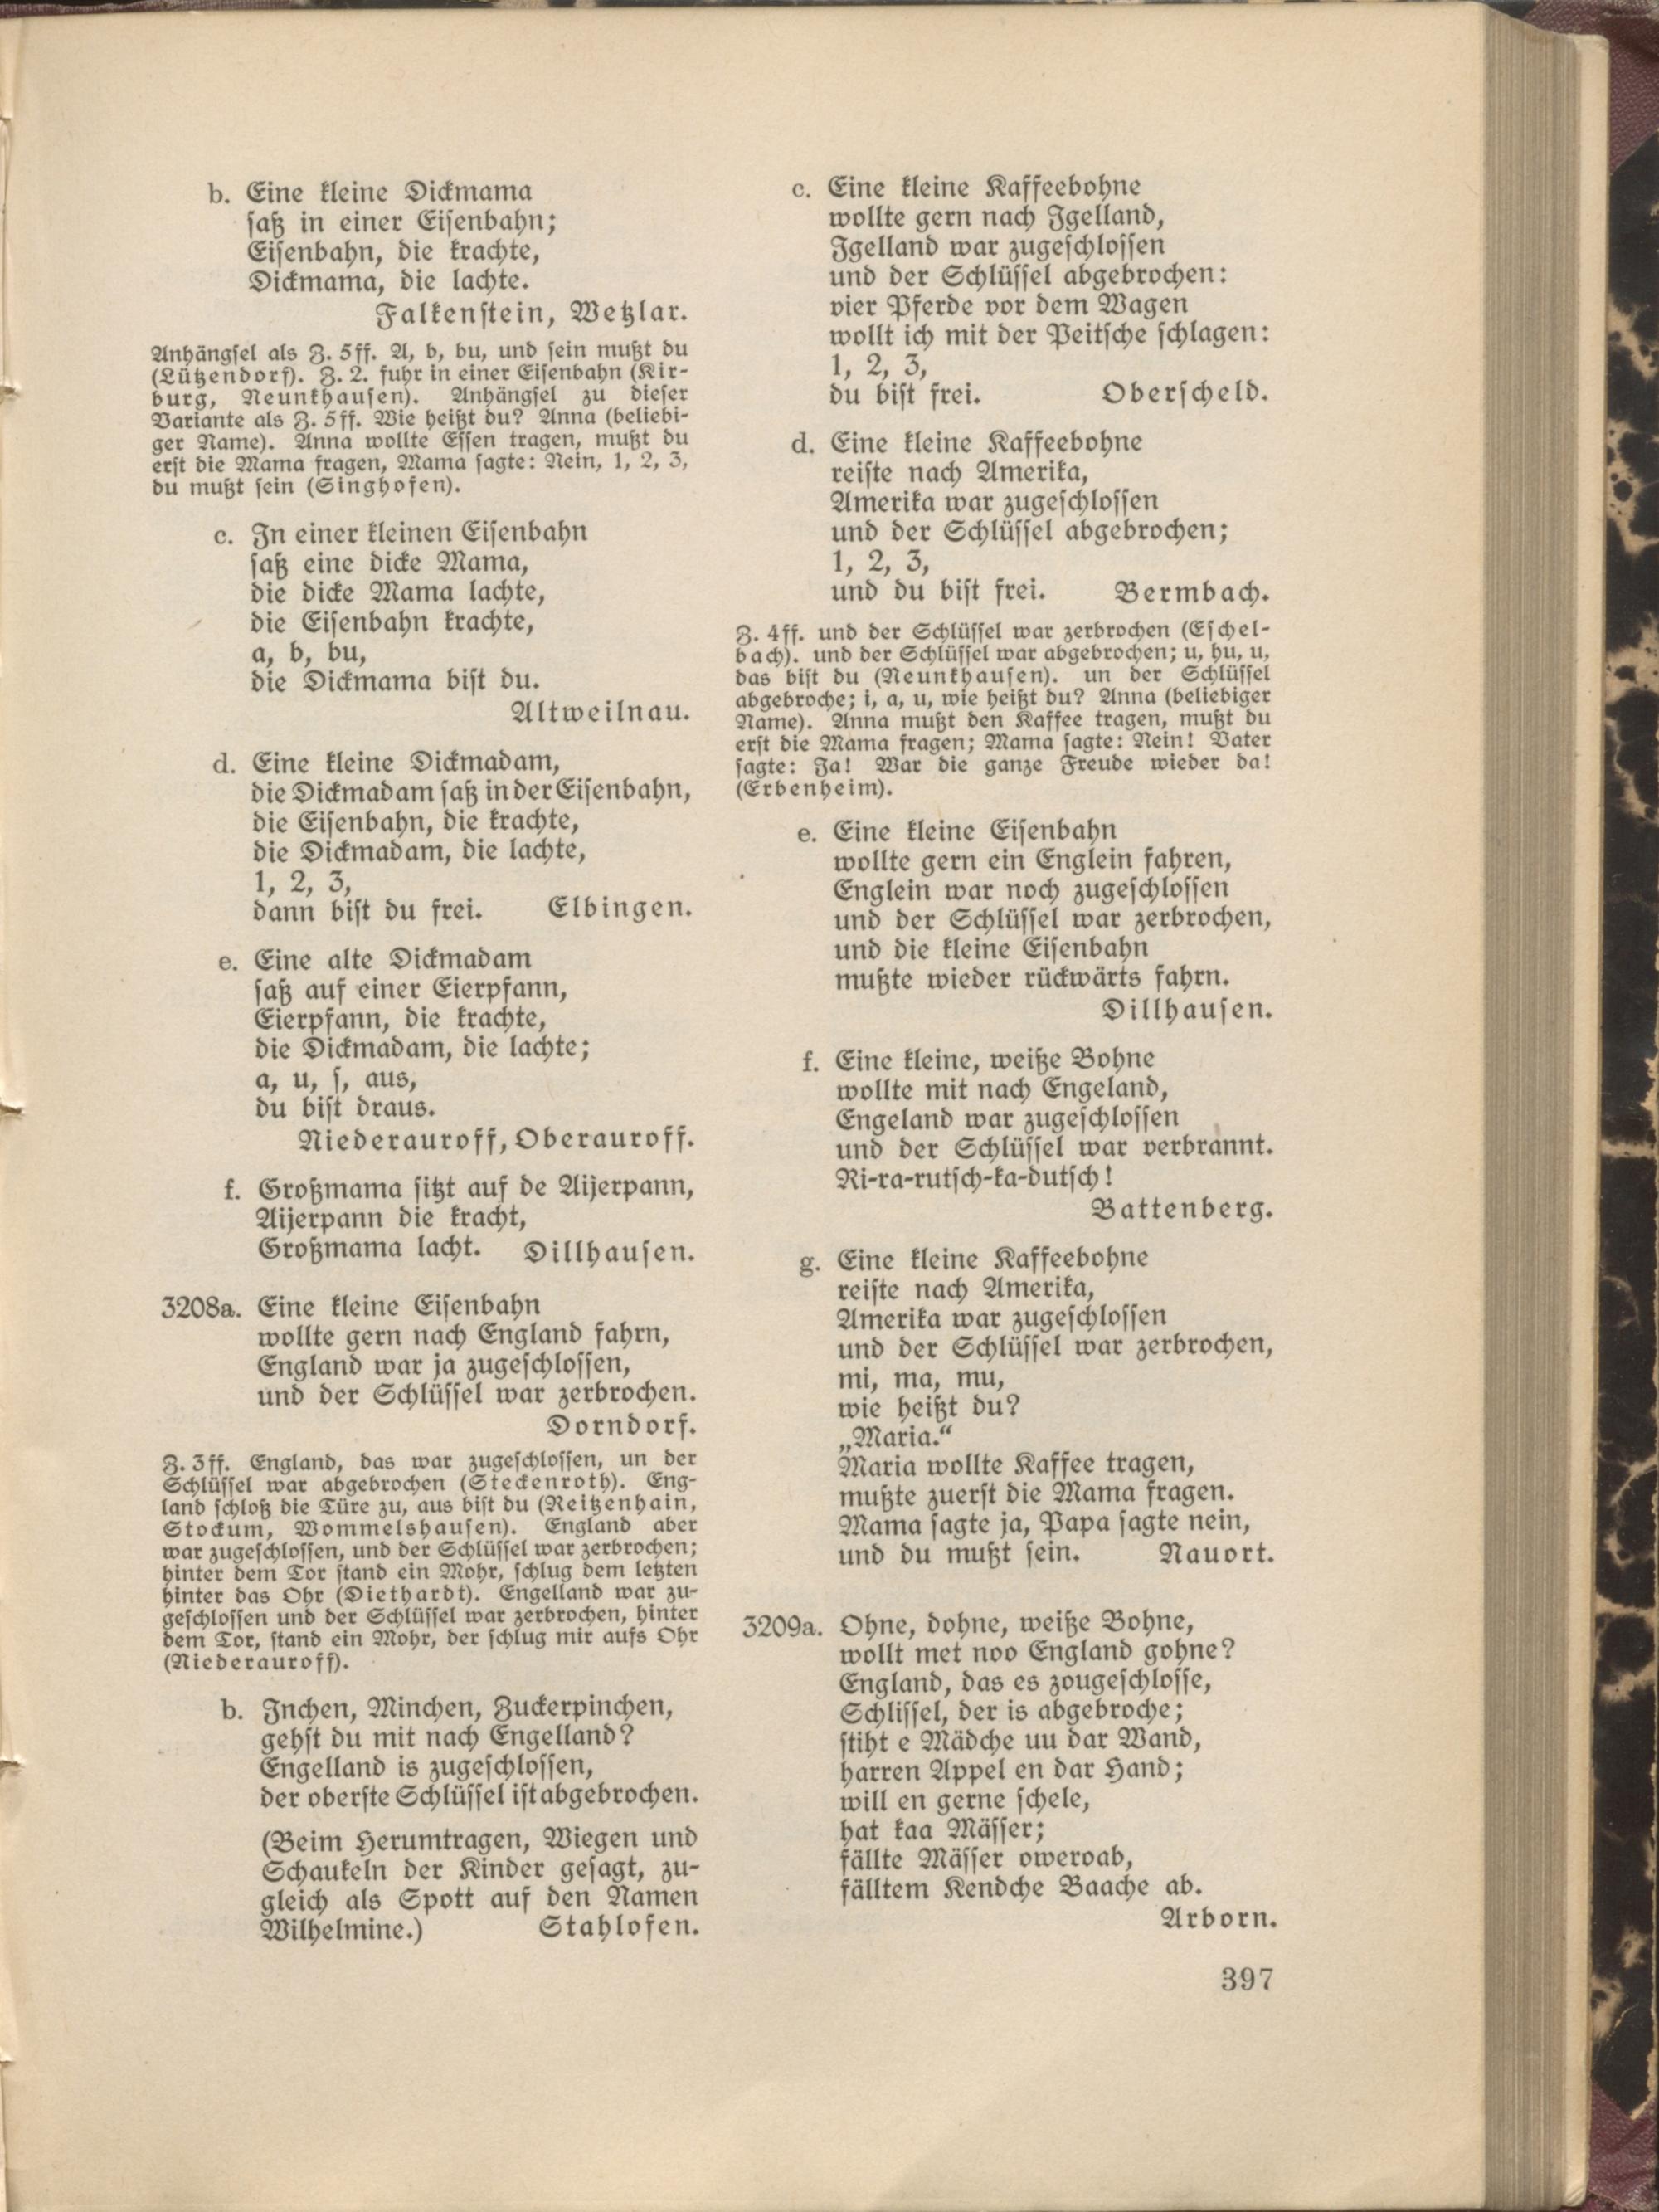 b. Eine kleine Dickmama
saß in einer Eisenbahn;
Eisenbahn, die krachte,
Dickmama, die lachte.
Falkenstein, Wetzlar.
Anhängsel als Z. 5ff. A, b, bu, und sein mußt du
(Lützendorf). Z. 2. fuhr in einer Eisenbahn (Kir-
burg, Neunkhausen). Anhängsel zu dieser
Variante als Z. 5ff. Wie heißt du? Anna (beliebi-
ger Name). Anna wollte Essen tragen, mußt du
erst die Mama fragen, Mama sagte: Nein, 1, 2, 3,
du mußt sein (Singhofen).
c. In einer kleinen Eisenbahn
saß eine dicke Mama,
die dicke Mama lachte,
die Eisenbahn krachte,
a, b, bu,
die Dickmama bist du.
Altweilnau.
d. Eine kleine Dickmadam,
die Dickmadam saß in der Eisenbahn,
die Eisenbahn, die krachte,
die Dickmadam, die lachte,
1, 2, 3,
dann bist du frei. Elbingen.
e. Eine alte Dickmadam
saß auf einer Eierpfann,
Eierpfann, die krachte,
die Dickmadam, die lachte;
a, u, s, aus,
du bist draus.
Niederauroff, Oberauroff.
f. Großmama sitzt auf de Aijerpann,
Aijerpann die kracht,
Großmama lacht. Dillhausen.
3208a. Eine kleine Eisenbahn
wollte gern nach England fahrn,
England war ja zugeschlossen,
und der Schlüssel war zerbrochen.
Dorndorf.
Z. 3ff. England, das war zugeschlossen, un der
Schlüssel war abgebrochen (Steckenroth). Eng-
land schloß die Türe zu, aus bist du (Reitzenhain,
Stockum, Wommelshausen). England aber
war zugeschlossen, und der Schlüssel war zerbrochen;
hinter dem Tor stand ein Mohr, schlug dem letzten
hinter das Ohr (Diethardt). Engelland war zu-
geschlossen und der Schlüssel war zerbrochen, hinter
dem Tor, stand ein Mohr, der schlug mir aufs Ohr
(Niederauroff).
b. Inchen, Minchen, Zuckerpinchen,
gehst du mit nach Engelland?
Engelland is zugeschlossen,
der oberste Schlüssel ist abgebrochen.
(Beim Herumtragen, Wiegen und
Schaukeln der Kinder gesagt, zu-
gleich als Spott auf den Namen
Wilhelmine.) Stahlofen.
c. Eine kleine Kaffeebohne
wollte gern nach Igelland,
Igelland war zugeschlossen
und der Schlüssel abgebrochen:
vier Pferde vor dem Wagen
wollt ich mit der Peitsche schlagen:
1, 2, 3,
du bist frei. Oberscheld.
d. Eine kleine Kaffeebohne
reiste nach Amerika,
Amerika war zugeschlossen
und der Schlüssel abgebrochen;
1, 2, 3,
und du bist frei. Bermbach.
Z. 4ff. und der Schlüssel war zerbrochen (Eschel-
bach). und der Schlüssel war abgebrochen; u, hu, u,
das bist du (Neunkhausen). un der Schlüssel
abgebroche; i, a, u, wie heißt du? Anna (beliebiger
Name). Anna mußt den Kaffee tragen, mußt du
erst die Mama fragen; Mama sagte: Nein! Vater
sagte: Ja! War die ganze Freude wieder da!
(Erbenheim).
e. Eine kleine Eisenbahn
wollte gern ein Englein fahren,
Englein war noch zugeschlossen
und der Schlüssel war zerbrochen,
und die kleine Eisenbahn
mußte wieder rückwärts fahrn.
Dillhausen.
f. Eine kleine, weiße Bohne
wollte mit nach Engeland,
Engeland war zugeschlossen
und der Schlüssel war verbrannt.
Ri-ra-rutsch-ka-dutsch!
Battenberg.
g. Eine kleine Kaffeebohne
reiste nach Amerika,
Amerika war zugeschlossen
und der Schlüssel war zerbrochen,
mi, ma, mu,
wie heißt du?
„Maria.“
Maria wollte Kaffee tragen,
mußte zuerst die Mama fragen.
Mama sagte ja, Papa sagte nein,
und du mußt sein. Nauort.
3209a. Ohne, dohne, weiße Bohne,
wollt met noo England gohne?
England, das es zougeschlosse,
Schlissel, der is abgebroche;
stiht e Mädche uu dar Wand,
harren Appel en dar Hand;
will en gerne schele,
hat kaa Mässer;
fällte Mässer oweroab,
fälltem Kendche Baache ab.
Arborn.
397